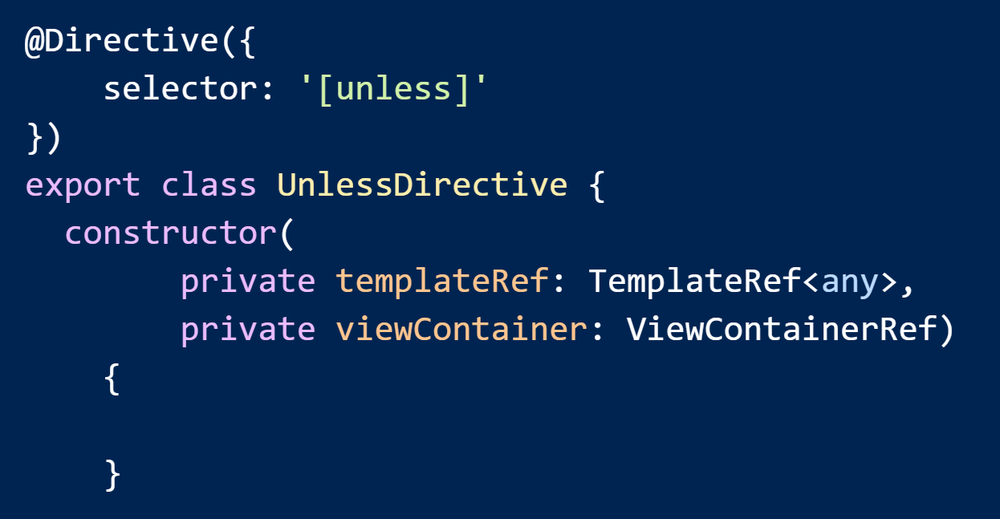 @Directive({
    selector: '[unless]'
})
export class UnlessDirective {
  constructor(
        private templateRef: TemplateRef<any>,
        private viewContainer: ViewContainerRef)
    {
    }